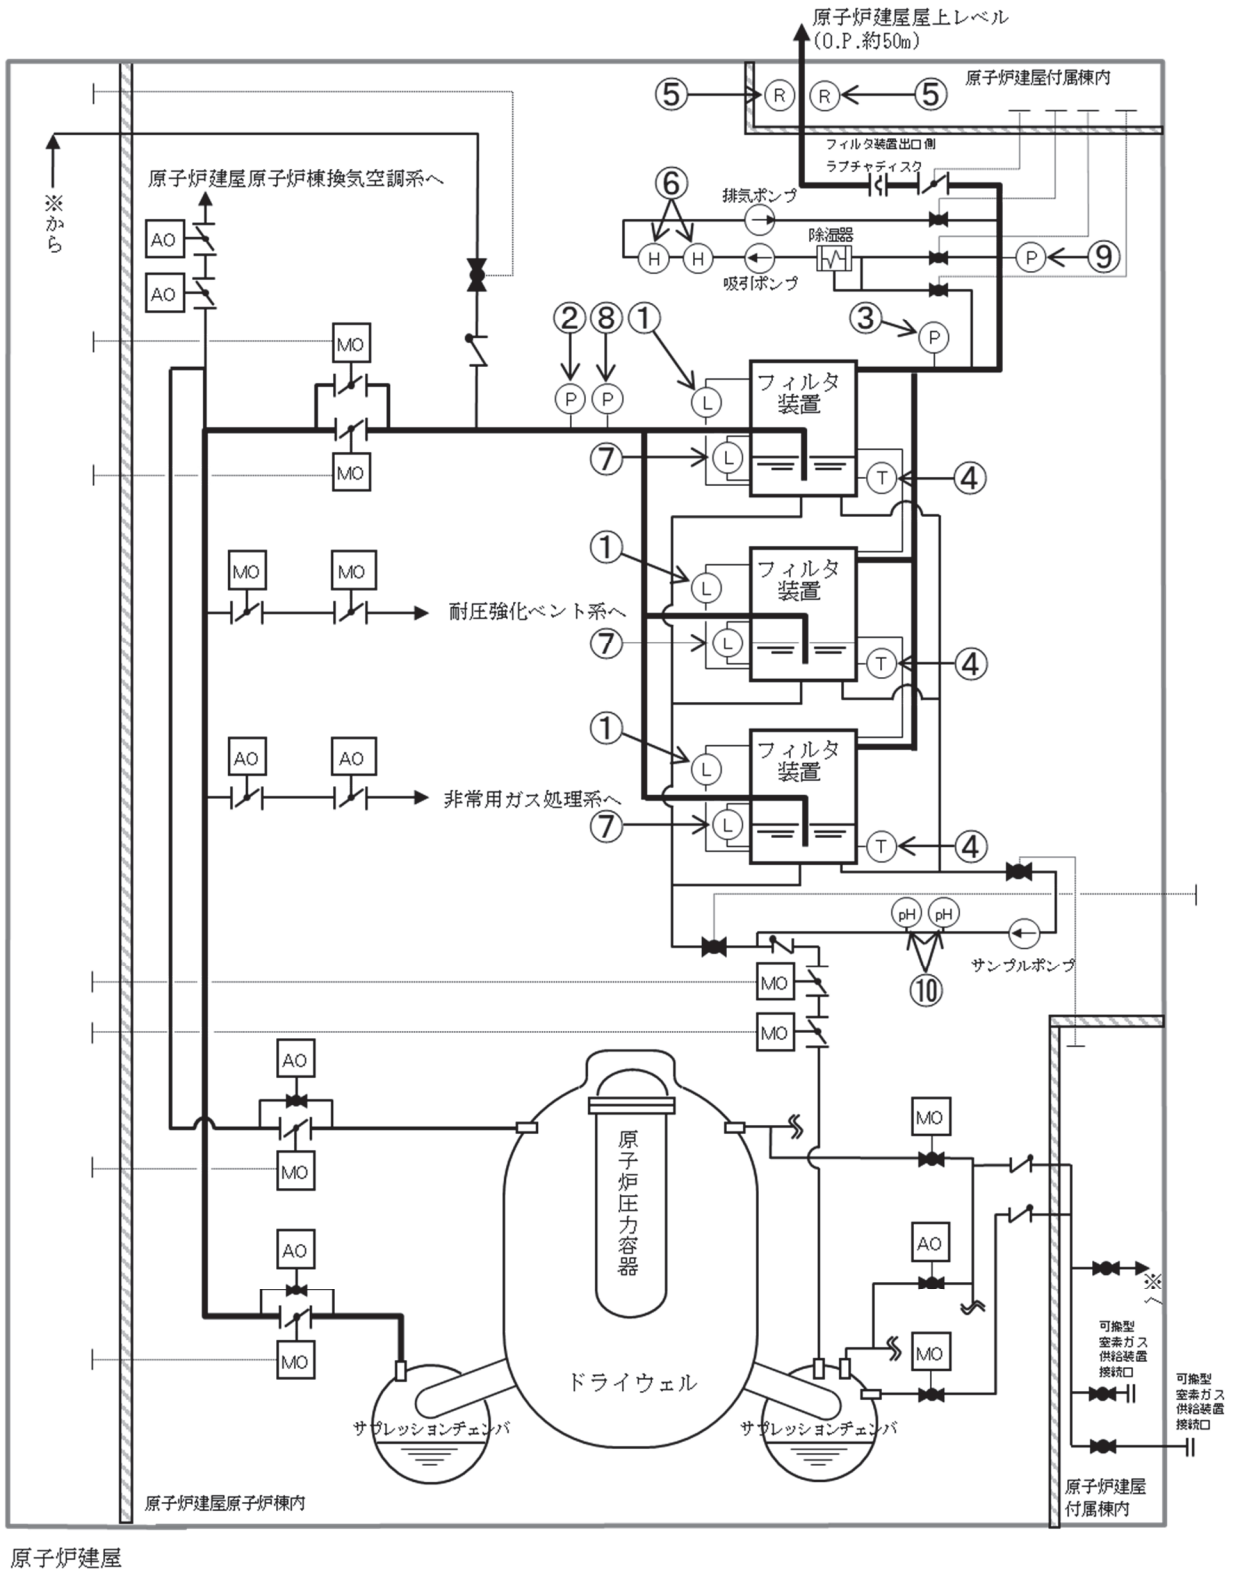 原子炉建屋屋上レベル
(O.P.約50m)
原子炉建屋付属棟内
⑤
R
R
⑤
フィルタ装置出口側
ラプチャディスク
原子炉建屋原子炉棟換気空調系へ
※から
AO
AO
⑥
排気ポンプ
除湿器
H
H
吸引ポンプ
P
⑨
②
⑧
①
③
P
MO
P
P
L
フィルタ
装置
MO
⑦
L
T
④
①
MO
MO
L
フィルタ
装置
耐圧強化ベント系へ
⑦
L
T
④
①
AO
AO
L
フィルタ
装置
非常用ガス処理系へ
⑦
L
T
④
pH
pH
サンプルポンプ
⑩
MO
MO
AO
MO
原子炉圧力容器
MO
AO
MO
AO
MO
※へ
可搬型
窒素ガス
供給装置
接続口
可搬型
窒素ガス
供給装置
接続口
ドライウェル
サプレッションチェンバ
サプレッションチェンバ
原子炉建屋原子炉棟内
原子炉建屋
付属棟内
原子炉建屋